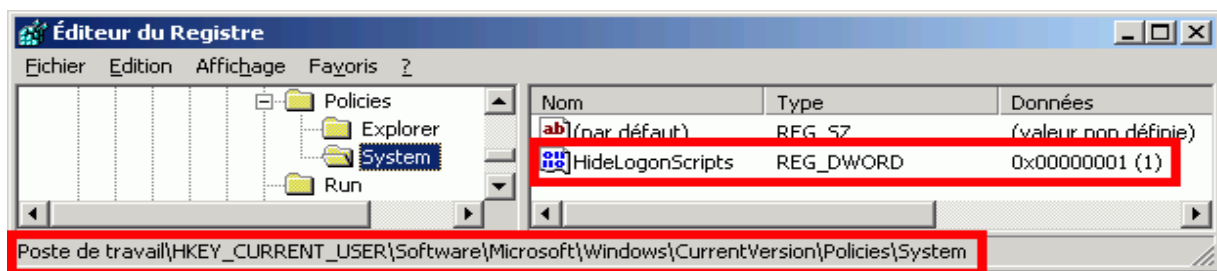 Éditeur du Registre
Fichier Edition Affichage Favoris ?
Policies
Explorer
System
Run
Nom Type Données
(par défaut) REG_SZ (valeur non définie)
HideLogonScripts REG_DWORD 0x00000001 (1)
Poste de travail\HKEY_CURRENT_USER\Software\Microsoft\Windows\CurrentVersion\Policies\System